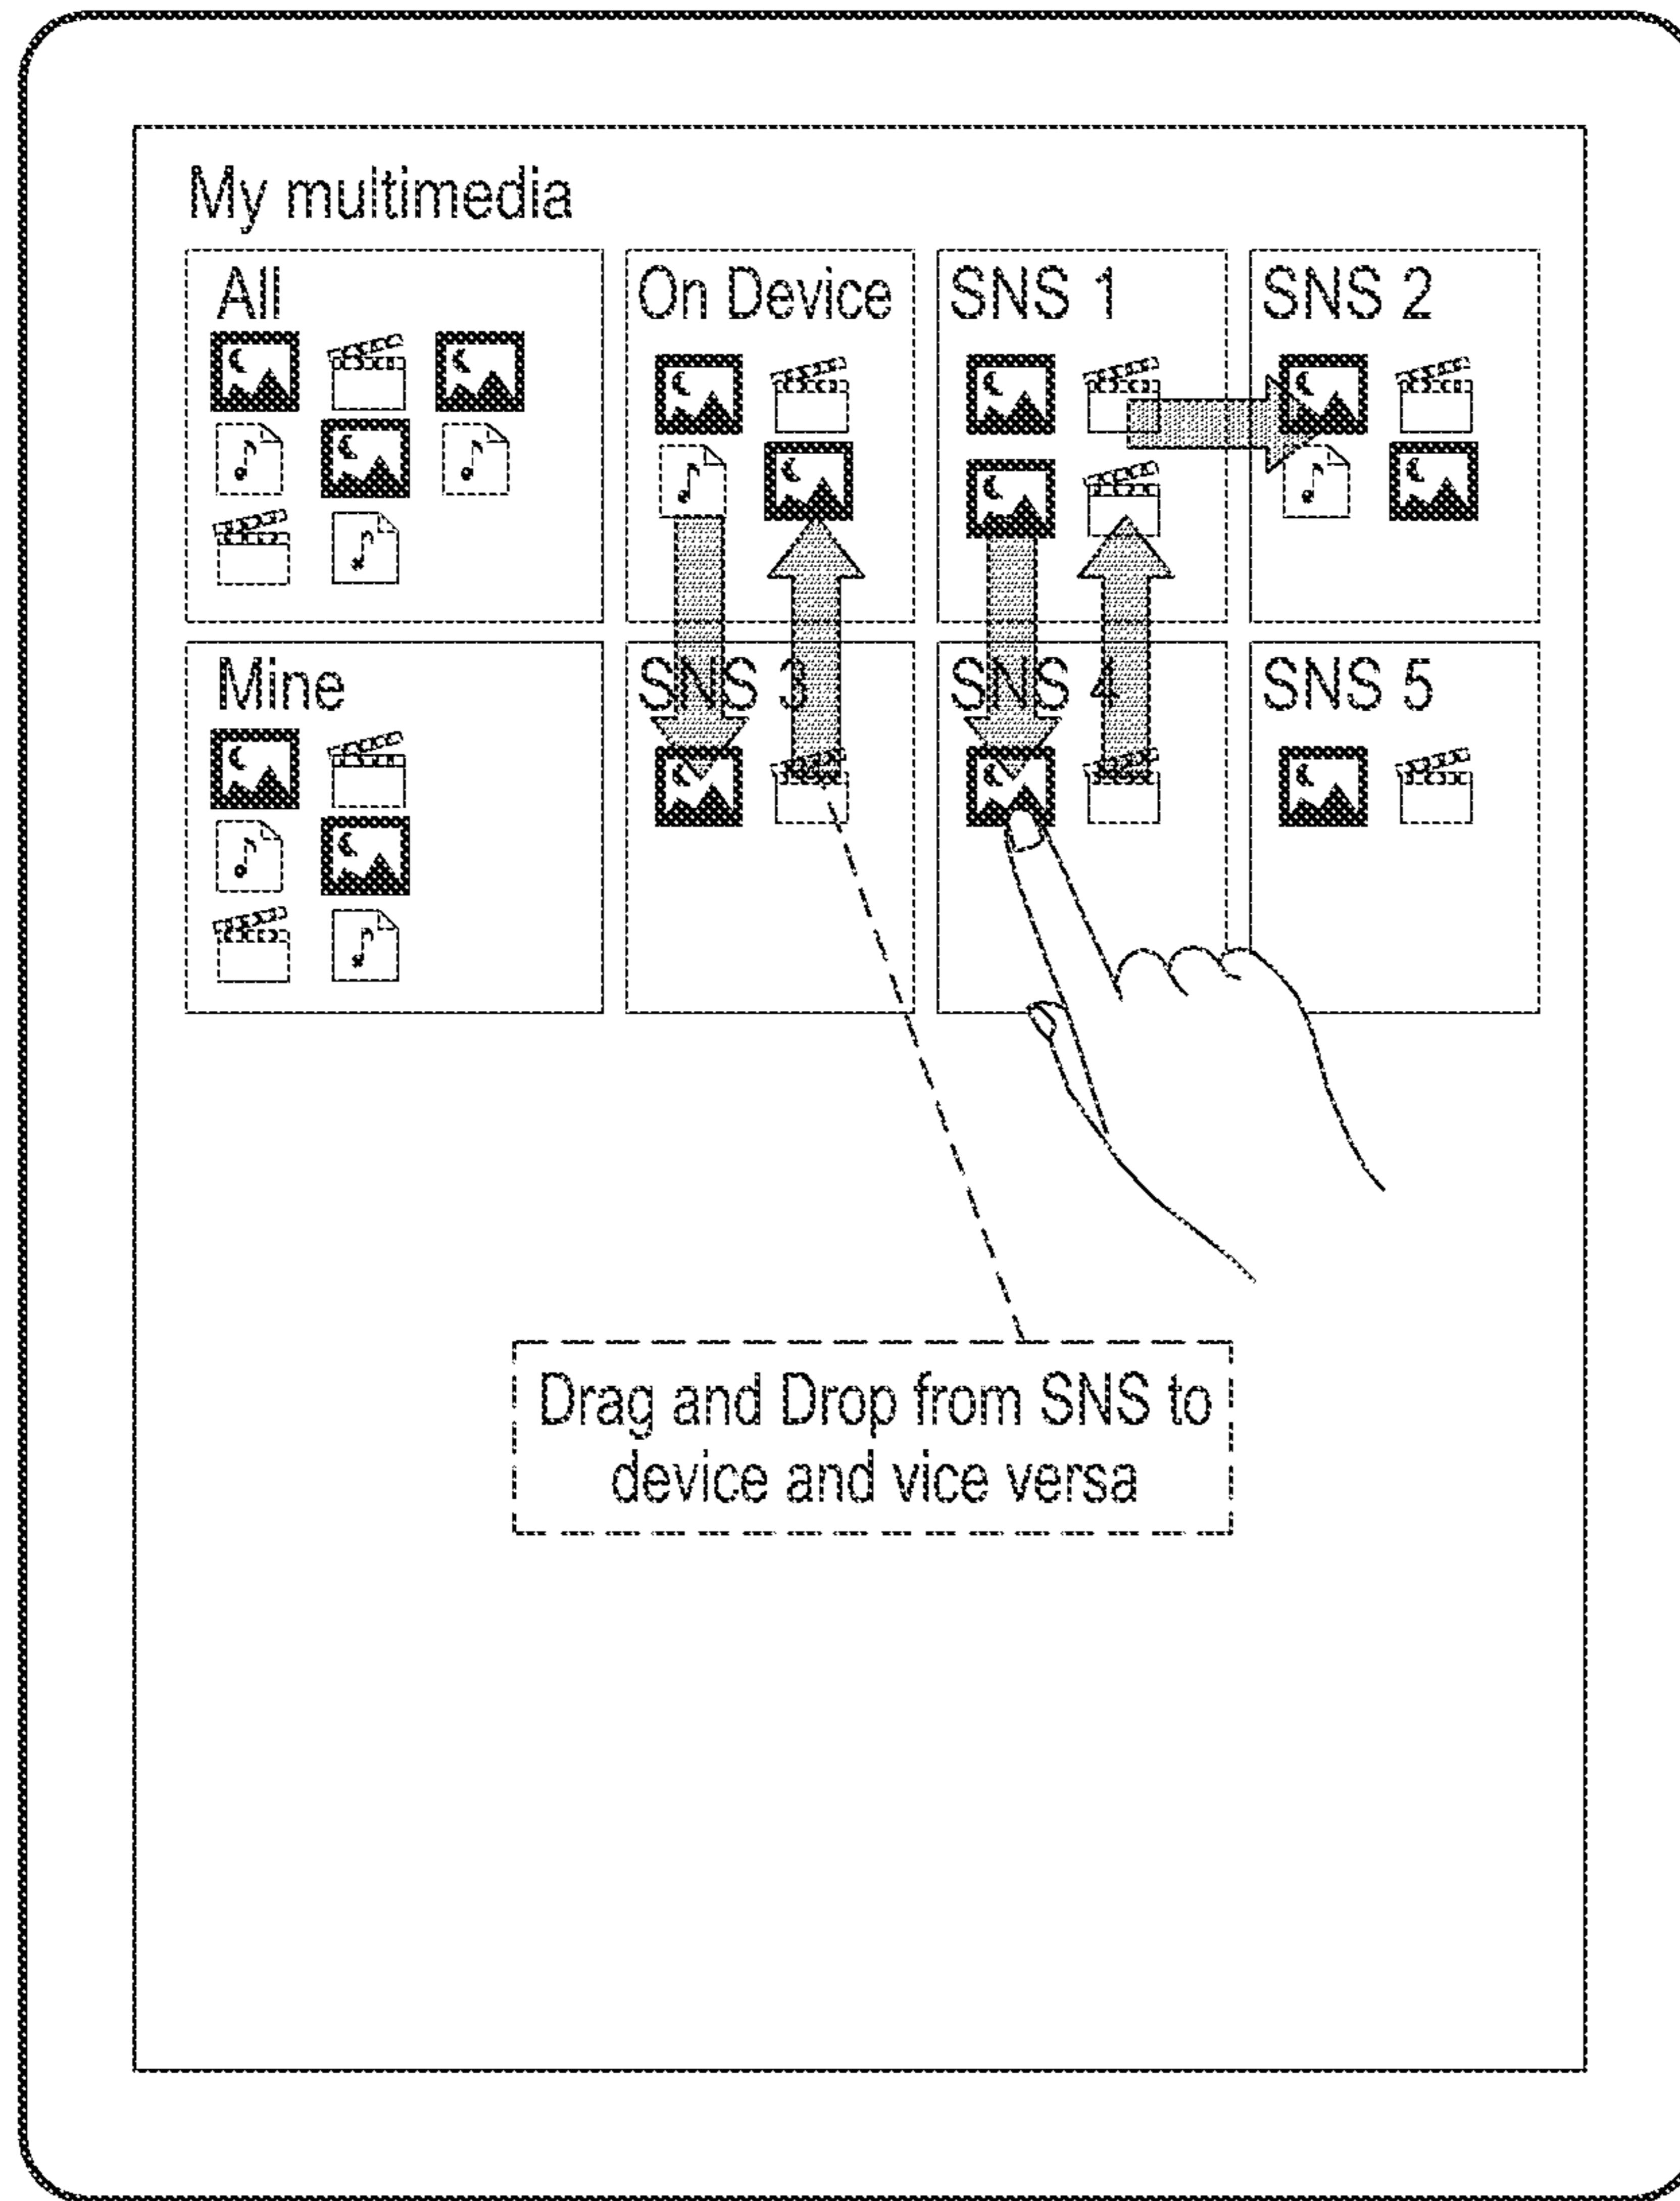 My multimedia
All
On Device
SNS 1
SNS 2
Mine
SNS 3
SNS 4
SNS 5
Drag and Drop from SNS to
device and vice versa